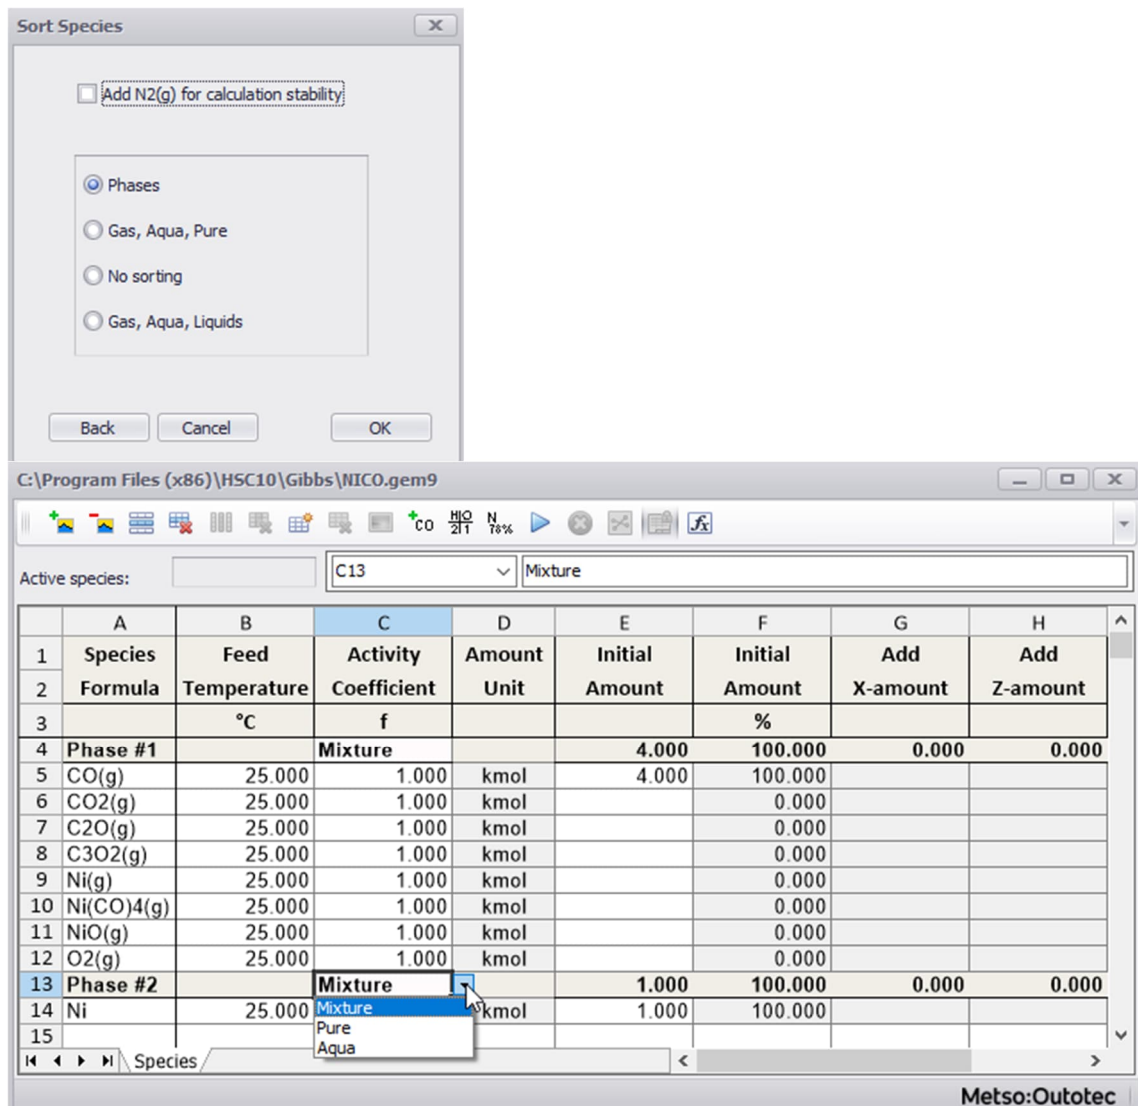 Sort Species
Add N2(g) for calculation stability
Phases
Gas, Aqua, Pure
No sorting
Gas, Aqua, Liquids
Back Cancel OK
C:\Program Files (x86)\HSC10\Gibbs\NICO.gem9
CO H2O 211 N 78% fx
Active species: C13 Mixture
A B C D E F G H
1 Species Feed Activity Amount Initial Initial Add Add
2 Formula Temperature Coefficient Unit Amount Amount X-amount Z-amount
3 °C f %
4 Phase #1 Mixture 4.000 100.000 0.000 0.000
5 CO(g) 25.000 1.000 kmol 4.000 100.000
6 CO2(g) 25.000 1.000 kmol 0.000
7 C2O(g) 25.000 1.000 kmol 0.000
8 C3O2(g) 25.000 1.000 kmol 0.000
9 Ni(g) 25.000 1.000 kmol 0.000
10 Ni(CO)4(g) 25.000 1.000 kmol 0.000
11 NiO(g) 25.000 1.000 kmol 0.000
12 O2(g) 25.000 1.000 kmol 0.000
13 Phase #2 Mixture 1.000 100.000 0.000 0.000
14 Ni 25.000 Mixture kmol 1.000 100.000
Pure
15 Aqua
Species
Metso:Outotec